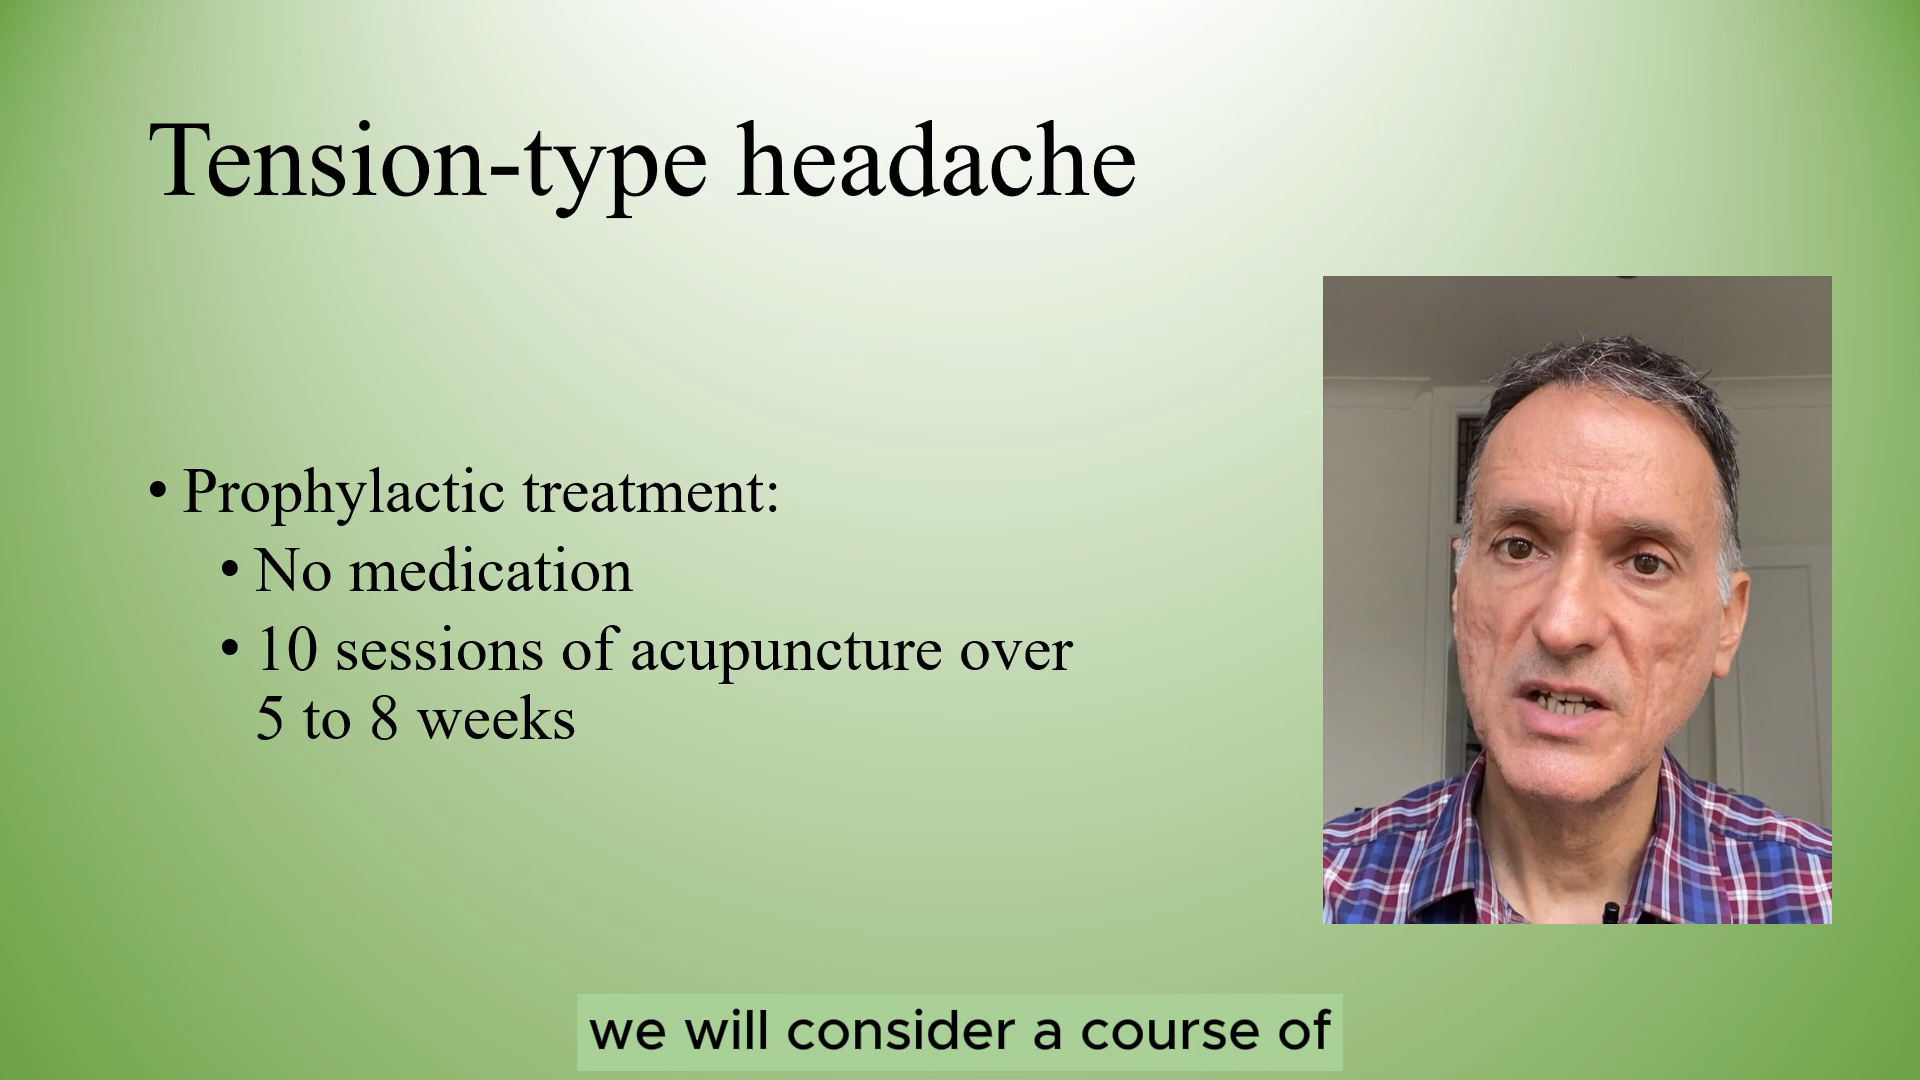 Tension-type headache
• Prophylactic treatment:
• No medication
• 10 sessions of acupuncture over
5 to 8 weeks
we will consider a course of